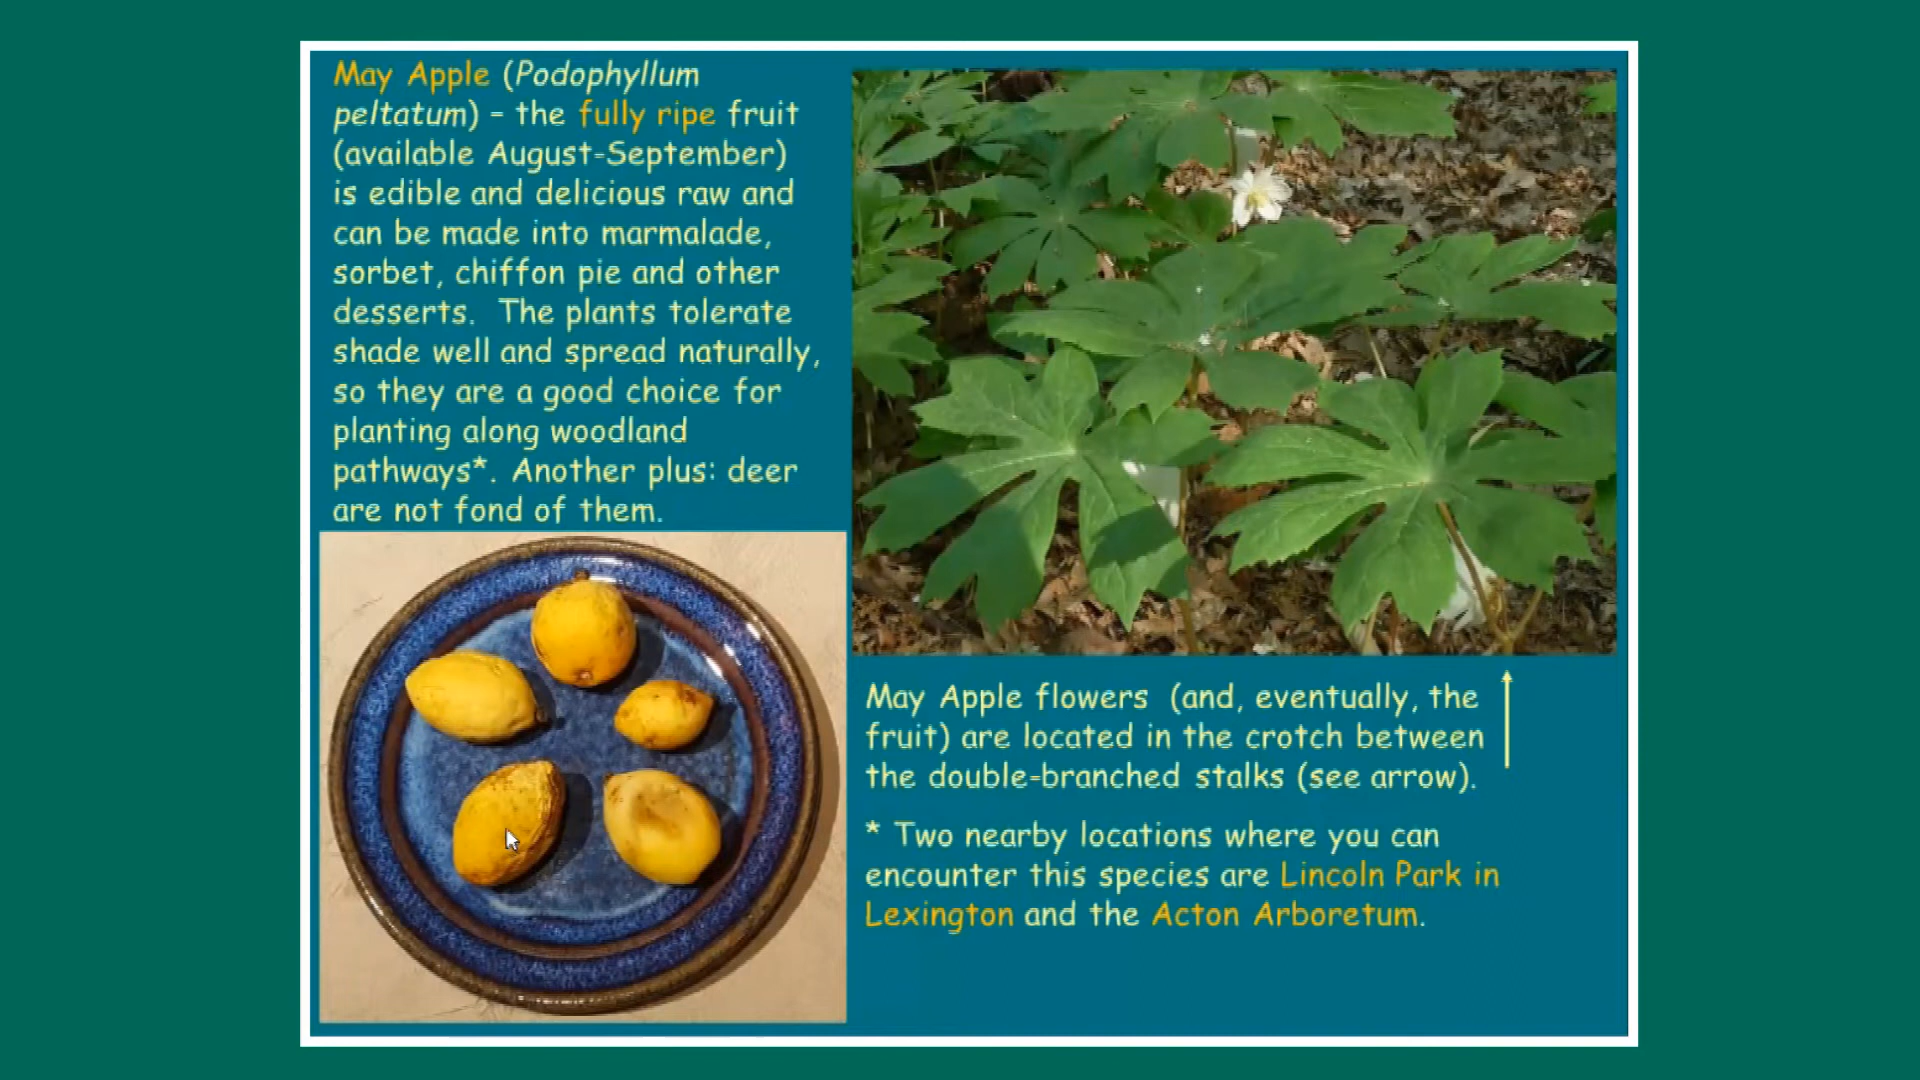 May Apple (Podophyllum
peltatum) – the fully ripe fruit
(available August-September)
is edible and delicious raw and
can be made into marmalade,
sorbet, chiffon pie and other
desserts. The plants tolerate
shade well and spread naturally,
so they are a good choice for
planting along woodland
pathways*. Another plus: deer
are not fond of them.
May Apple flowers (and, eventually, the
fruit) are located in the crotch between
the double-branched stalks (see arrow).
* Two nearby locations where you can
encounter this species are Lincoln Park in
Lexington and the Acton Arboretum.